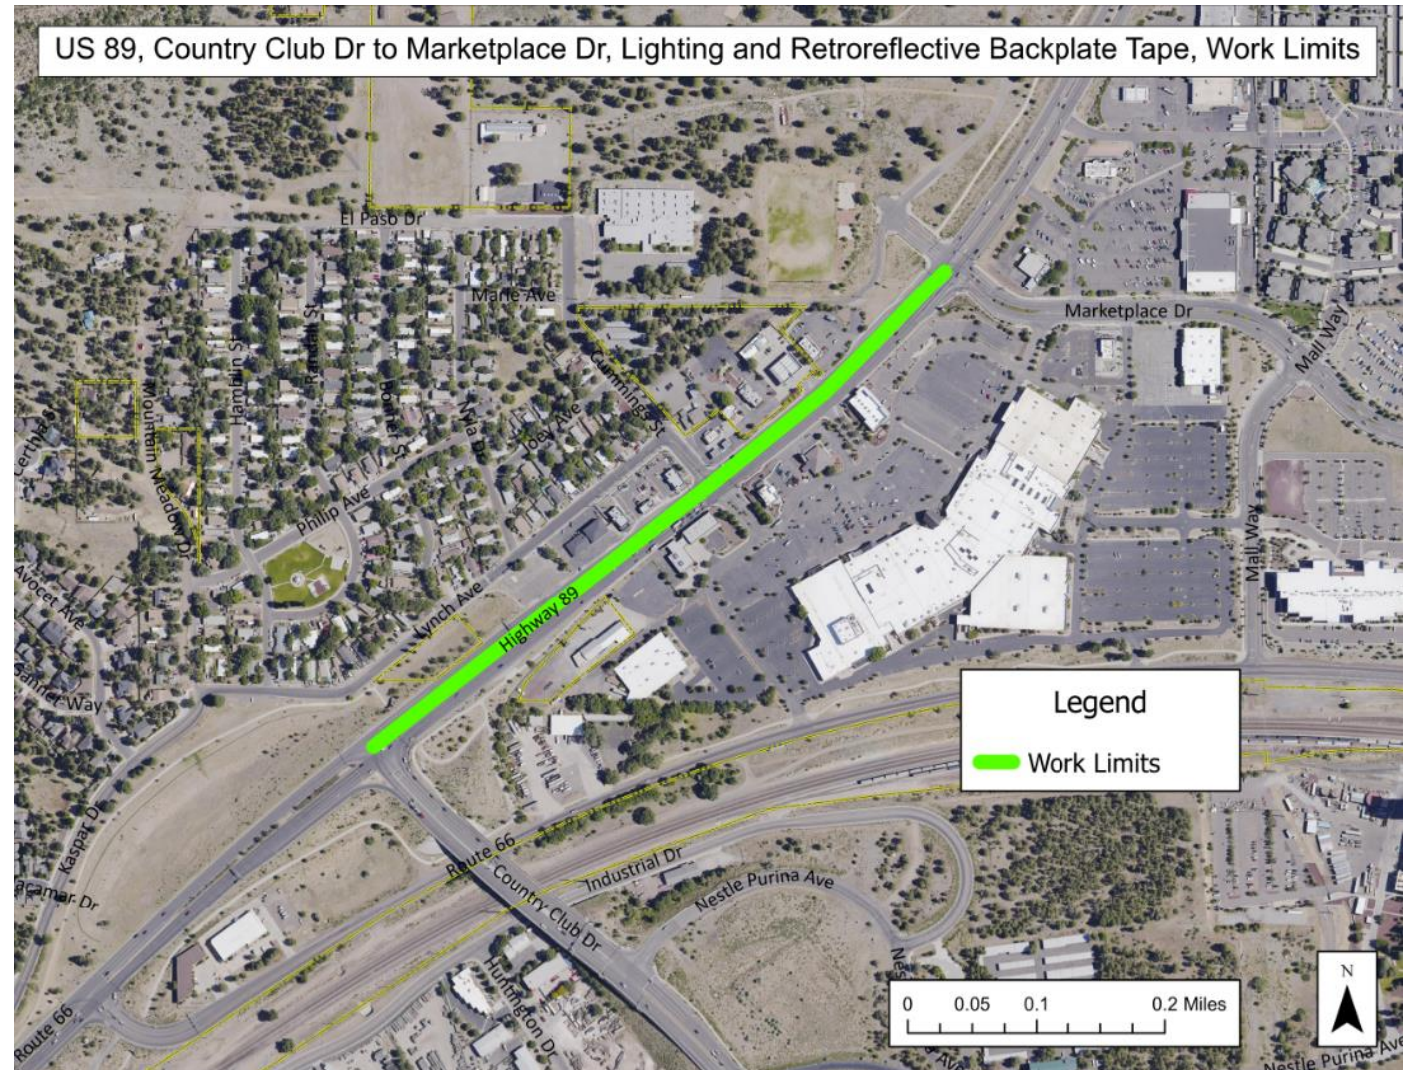 US 89, Country Club Dr to Marketplace Dr, Lighting and Retroreflective Backplate Tape, Work Limits
El Paso Dr
Marie Ave
Marketplace Dr
Mall Way
Hamblin St
Randall St
Bonner St
Nyla Dr
Joey Ave
Cummings St
Mountain Meadow Dr
Philip Ave
Avocet Ave
Lynch Ave
Highway 89
Mall Way
Banner Way
Legend
Work Limits
Kaspar Dr
Route 66
Industrial Dr
Country Club Dr
Nestle Purina Ave
Huntington Dr
Route 66
N
0 0.05 0.1 0.2 Miles
Nestle Purina Ave